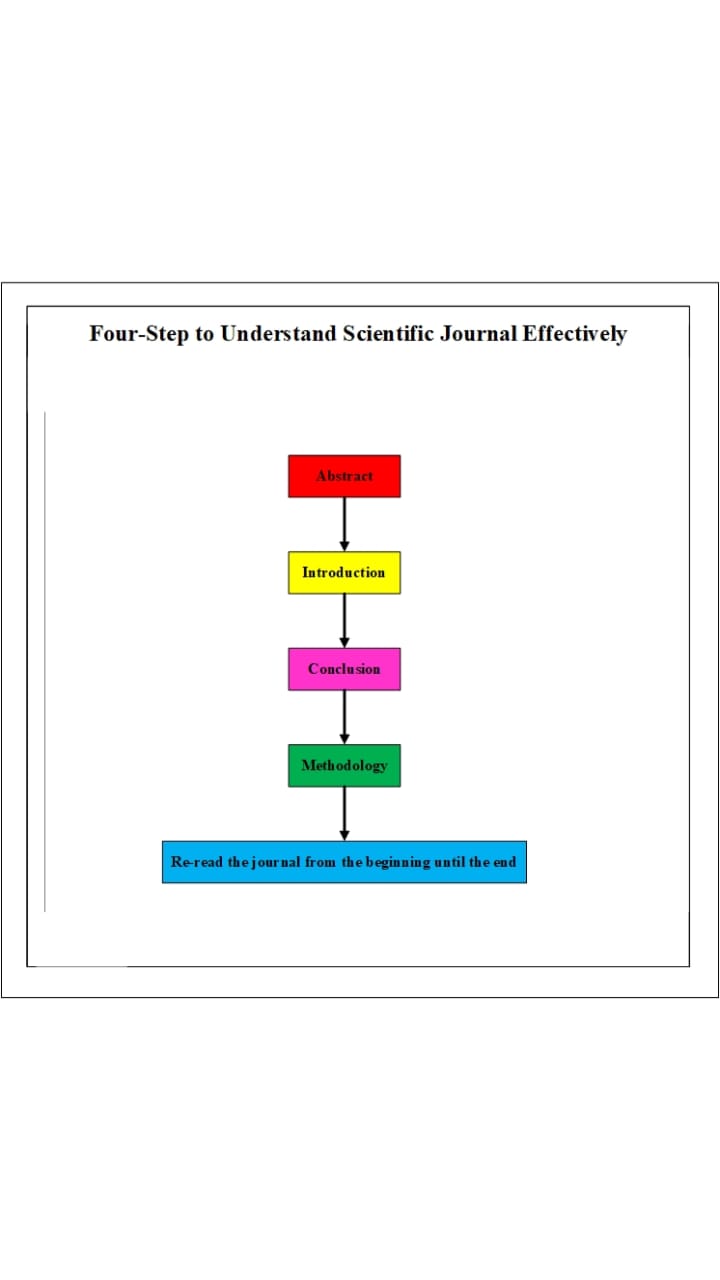 Four-Step to Understand Scientific Journal Effectively
Abstract
Introduction
Conclusion
Methodology
Re-read the journal from the beginning until the end